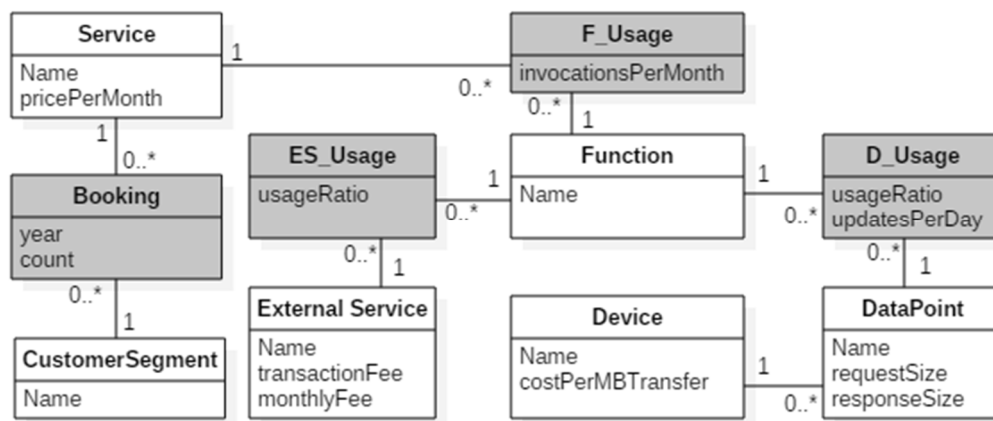 Service
Name
pricePerMonth
1
0..*
F_Usage
invocationsPerMonth
0..*
1
1
0..*
Booking
year
count
0..*
1
CustomerSegment
Name
ES_Usage
usageRatio
1
0..*
0..*
1
External Service
Name
transactionFee
monthlyFee
Function
Name
1
0..*
D_Usage
usageRatio
updatesPerDay
0..*
1
Device
Name
costPerMBTransfer
1
0..*
DataPoint
Name
requestSize
responseSize